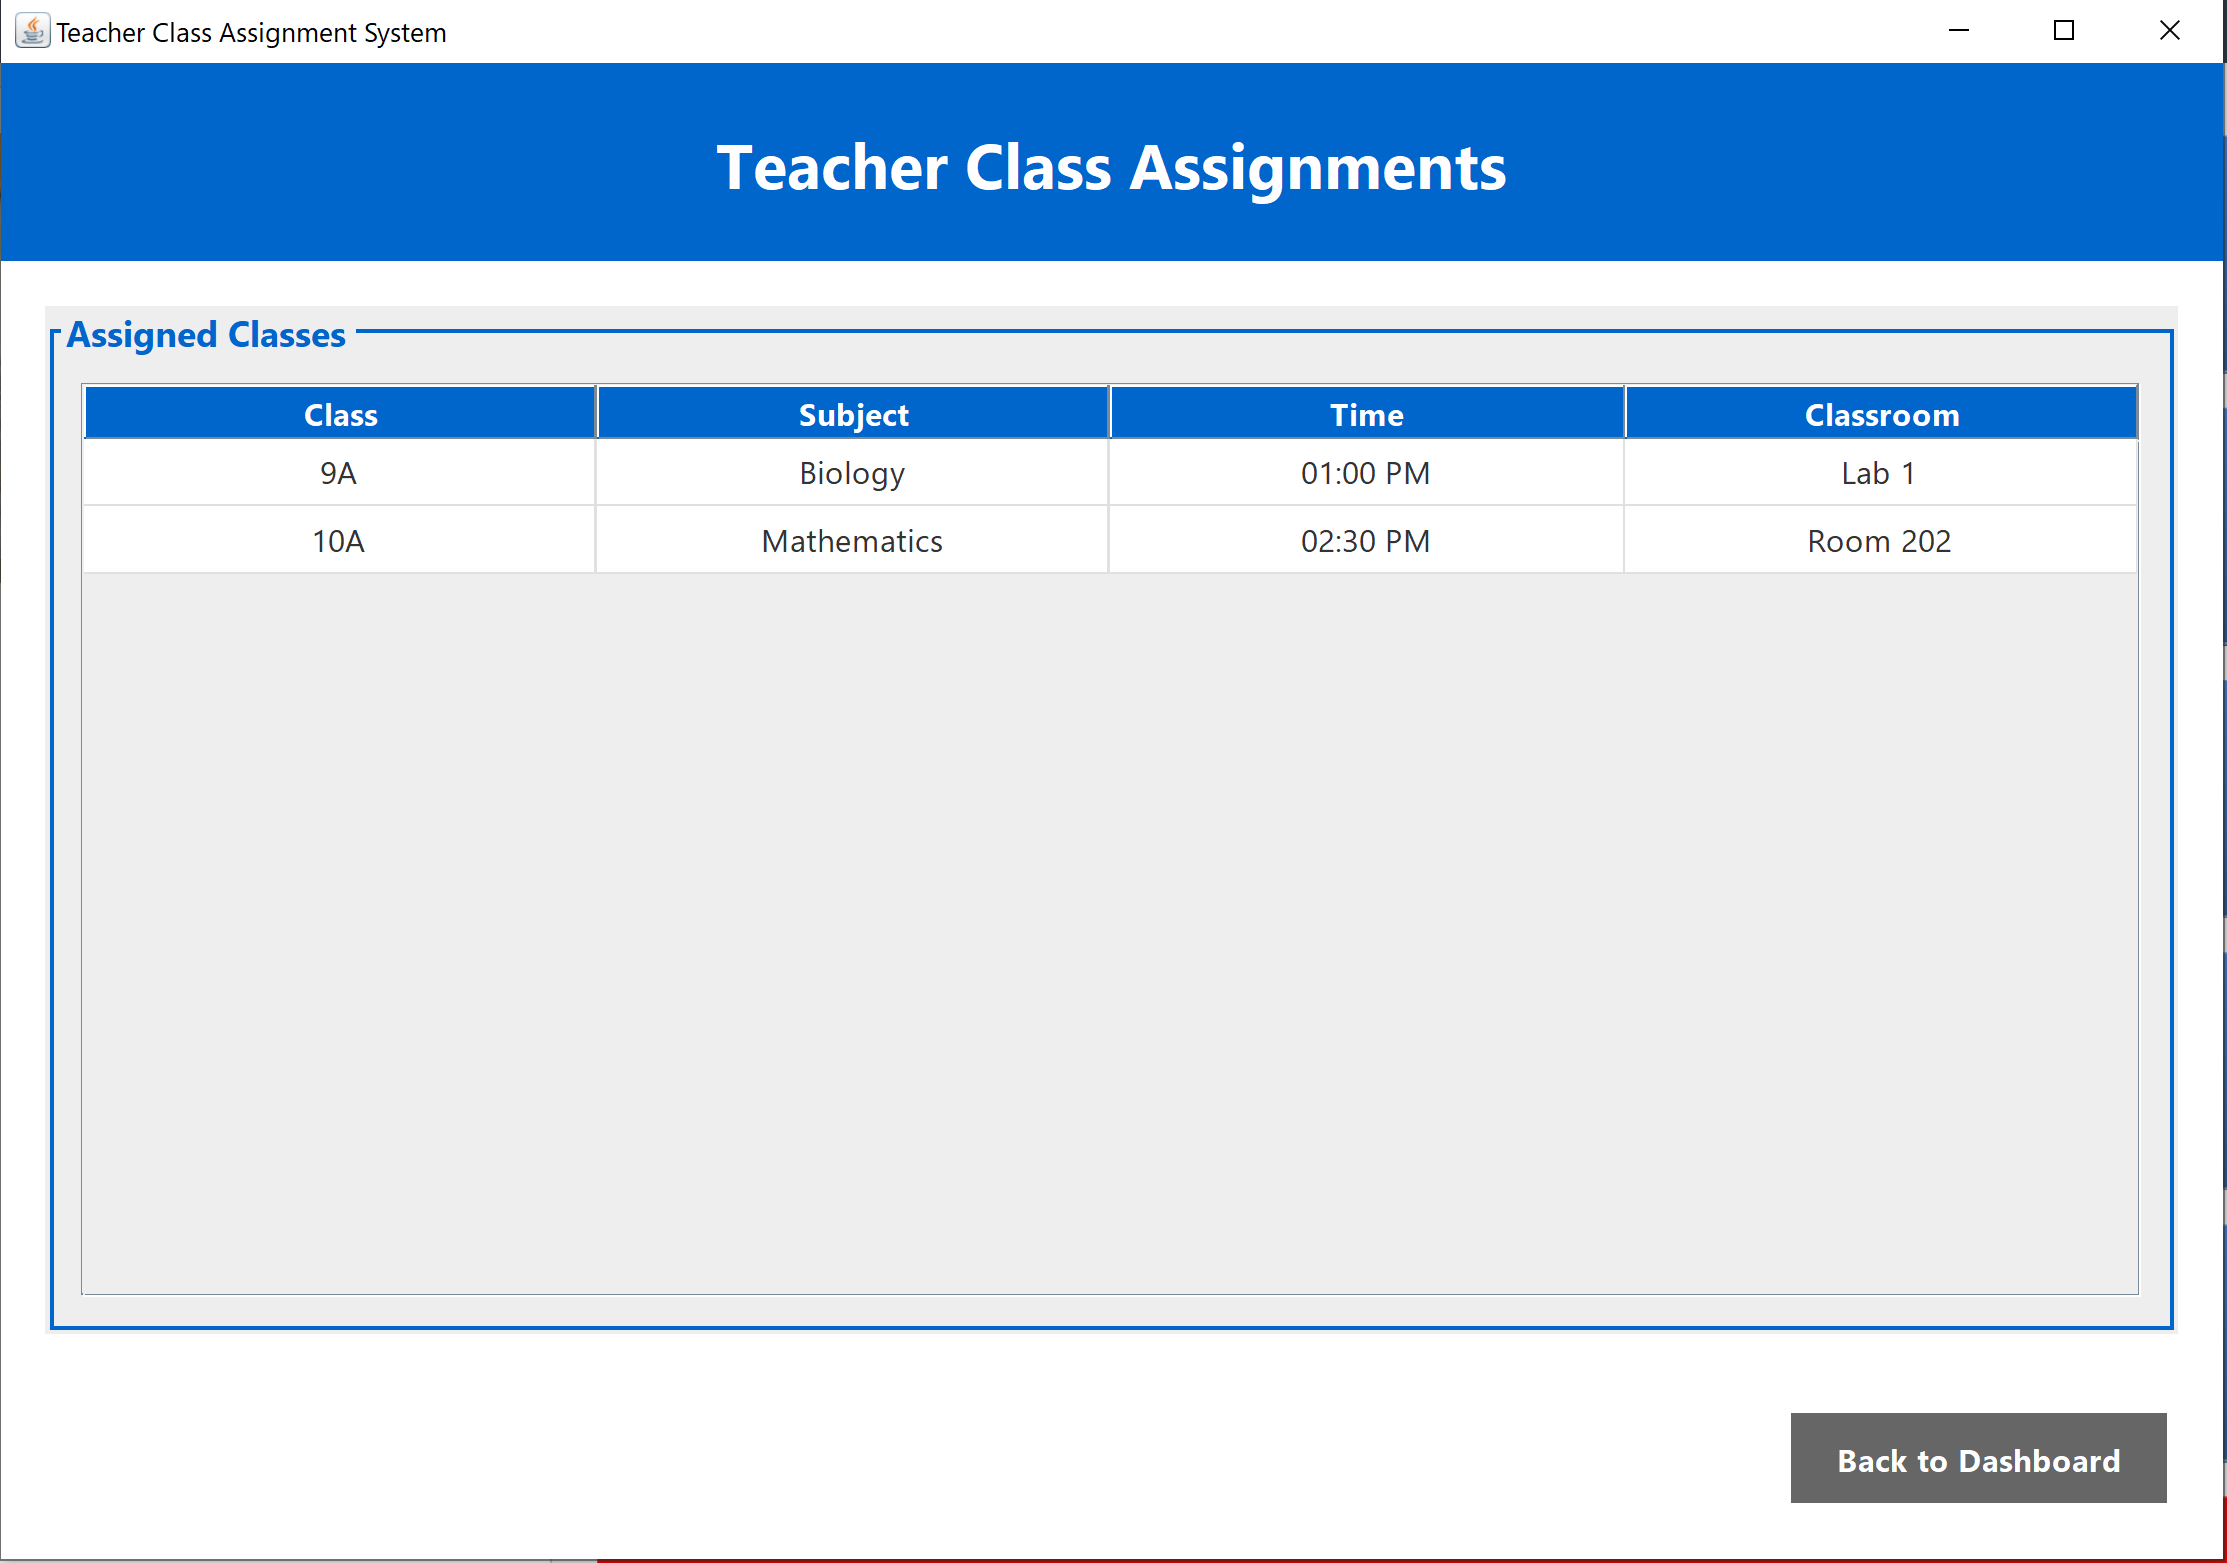 Teacher Class Assignment System
Teacher Class Assignments
Assigned Classes
Class Subject Time Classroom
9A Biology 01:00 PM Lab 1
10A Mathematics 02:30 PM Room 202
Back to Dashboard